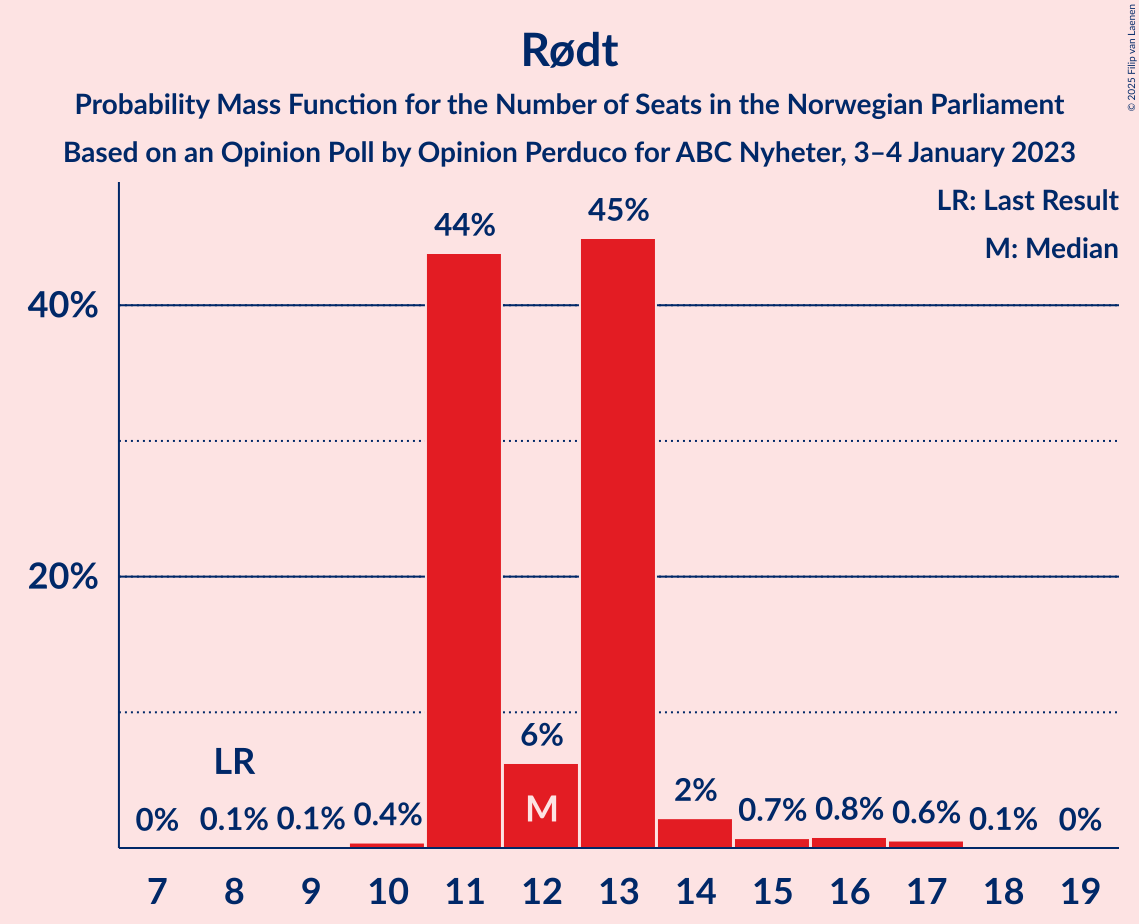 Rødt
Probability Mass Function for the Number of Seats in the Norwegian Parliament
Based on an Opinion Poll by Opinion Perduco for ABC Nyheter, 3–4 January 2023
© 2025 Filip van Laenen
LR: Last Result
M: Median
40%
20%
0%
LR
0.1%
0.1%
0.4%
44%
6%
M
45%
2%
0.7%
0.8%
0.6%
0.1%
0%
7 8 9 10 11 12 13 14 15 16 17 18 19